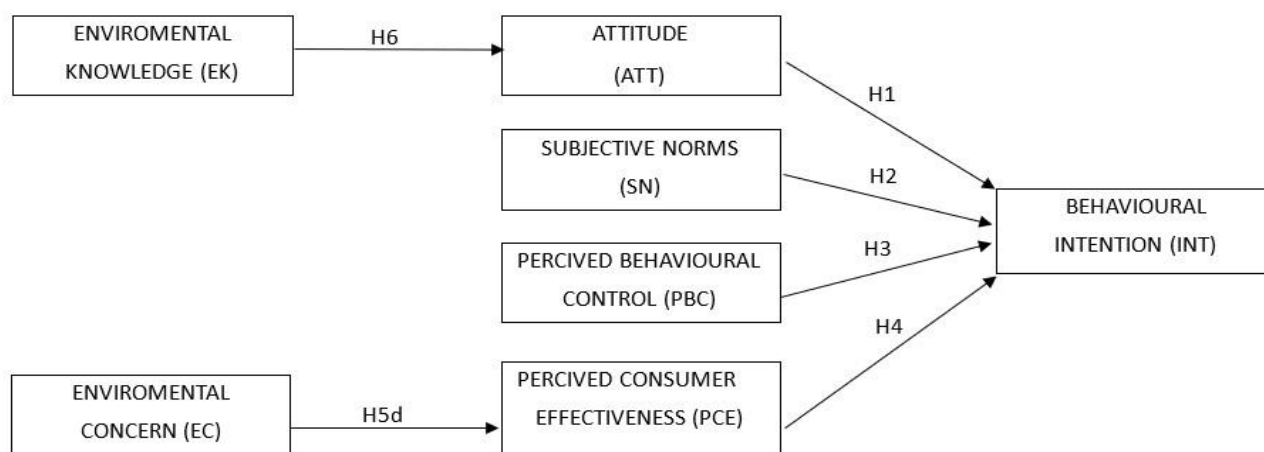 ENVIROMENTAL
KNOWLEDGE (EK)
H6
ATTITUDE
(ATT)
H1
SUBJECTIVE NORMS
(SN)
H2
BEHAVIOURAL
INTENTION (INT)
PERCIVED BEHAVIOURAL
CONTROL (PBC)
H3
H4
ENVIROMENTAL
CONCERN (EC)
H5d
PERCIVED CONSUMER
EFFECTIVENESS (PCE)